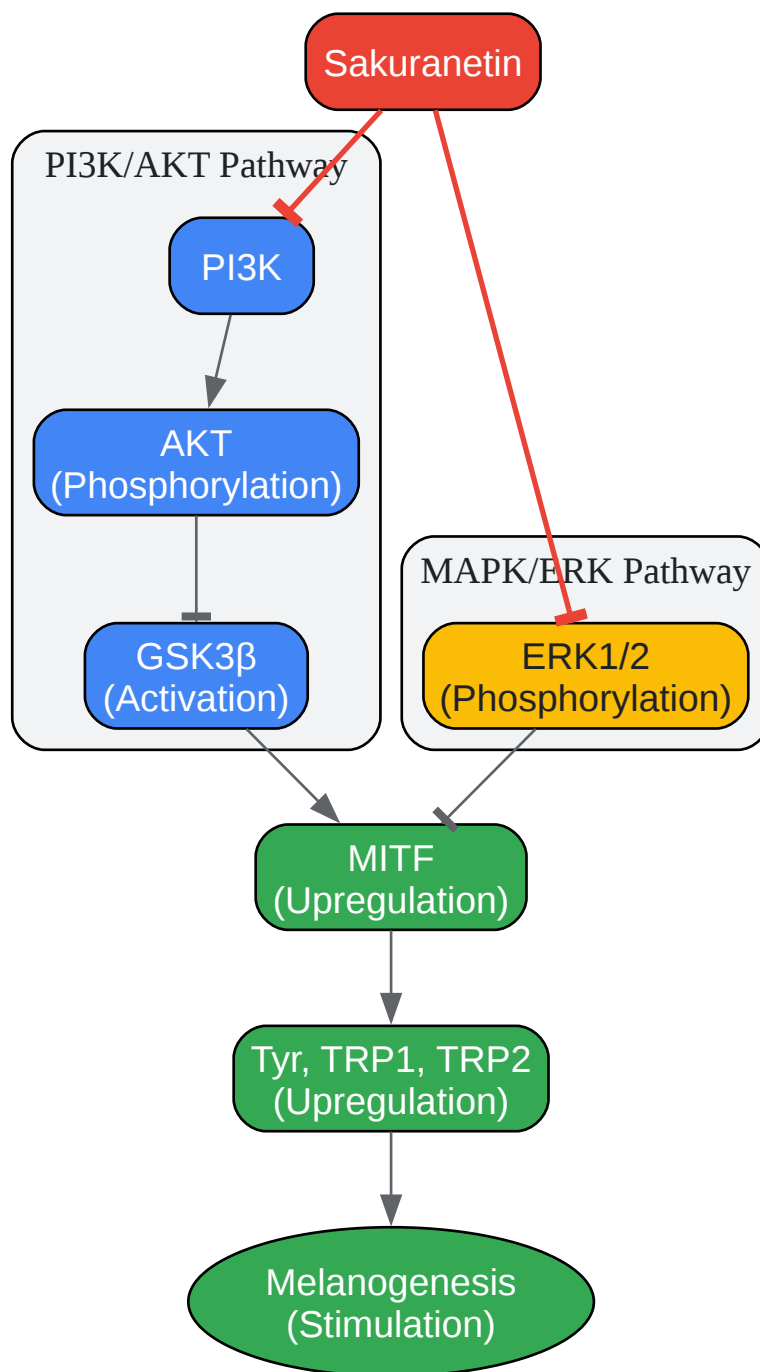 Sakuranetin
PI3K/AKT Pathway
PI3K
AKT
(Phosphorylation)
GSK3β
(Activation)
MAPK/ERK Pathway
ERK1/2
(Phosphorylation)
MITF
(Upregulation)
Tyr, TRP1, TRP2
(Upregulation)
Melanogenesis
(Stimulation)